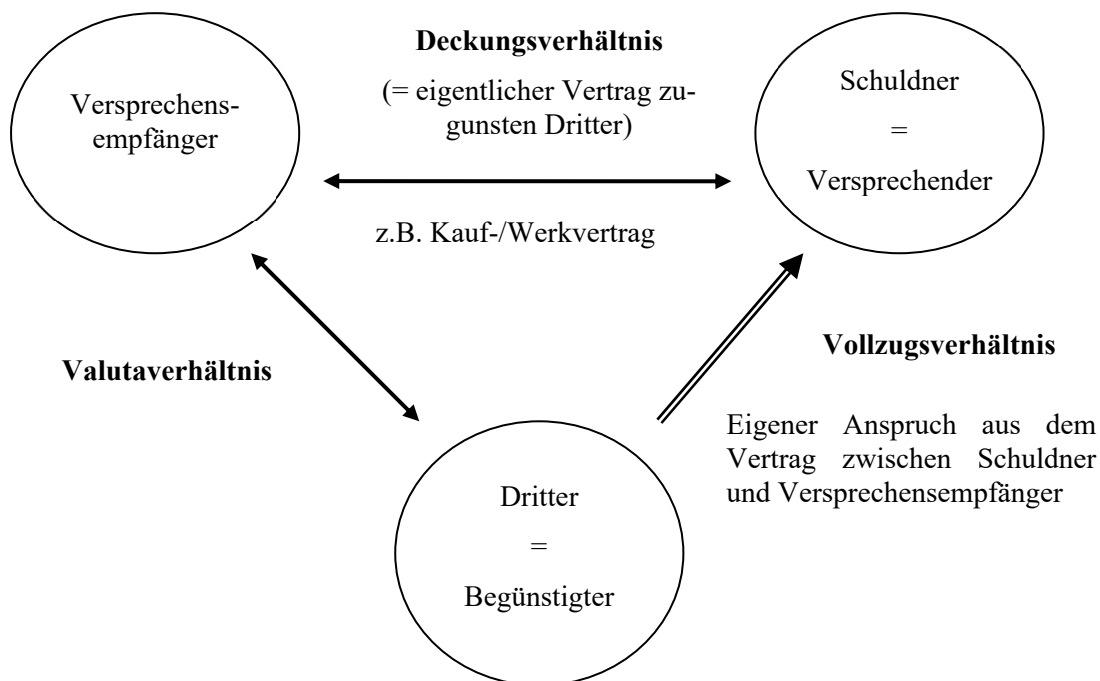 Versprechens-
empfänger
Deckungsverhältnis
(= eigentlicher Vertrag zu-
gunsten Dritter)
z.B. Kauf-/Werkvertrag
Schuldner
=
Versprechender
Valutaverhältnis
Vollzugsverhältnis
Eigener Anspruch aus dem
Vertrag zwischen Schuldner
und Versprechensempfänger
Dritter
=
Begünstigter